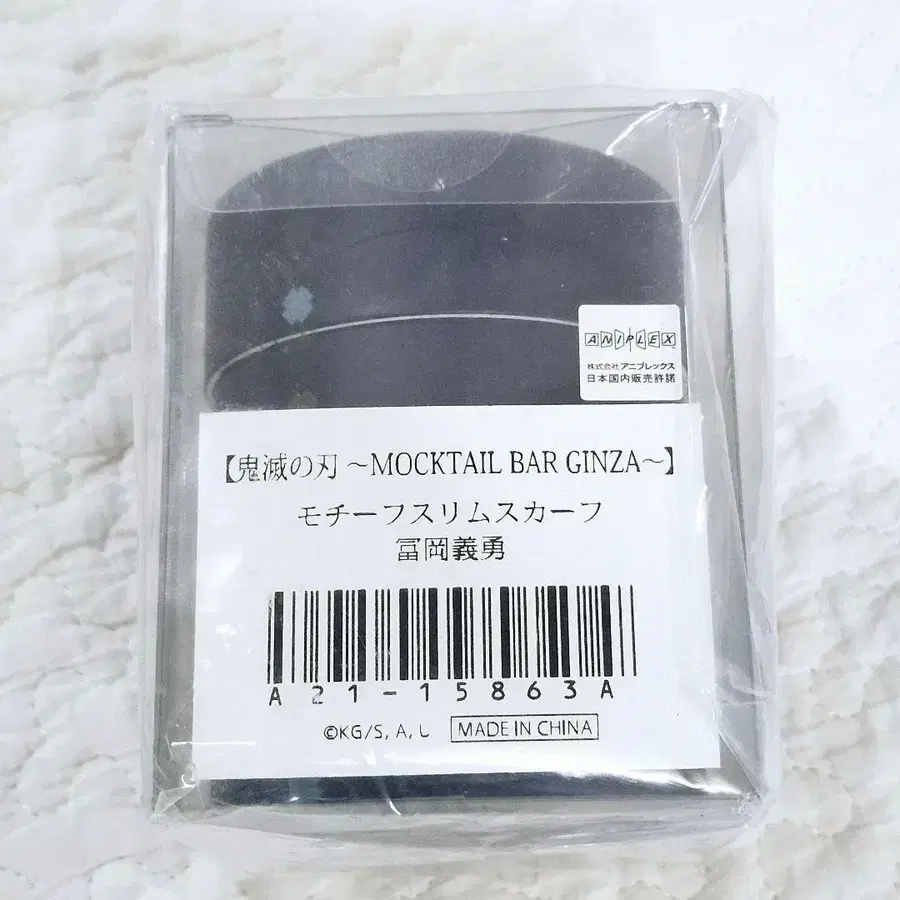 ANIPLEX
株式会社アニプレックス
日本国内販売許諾
【鬼滅の刃 ～MOCKTAIL BAR GINZA～】
モチーフスリムスカーフ
冨岡義勇
A21-15863A
©KG/S, A, U MADE IN CHINA